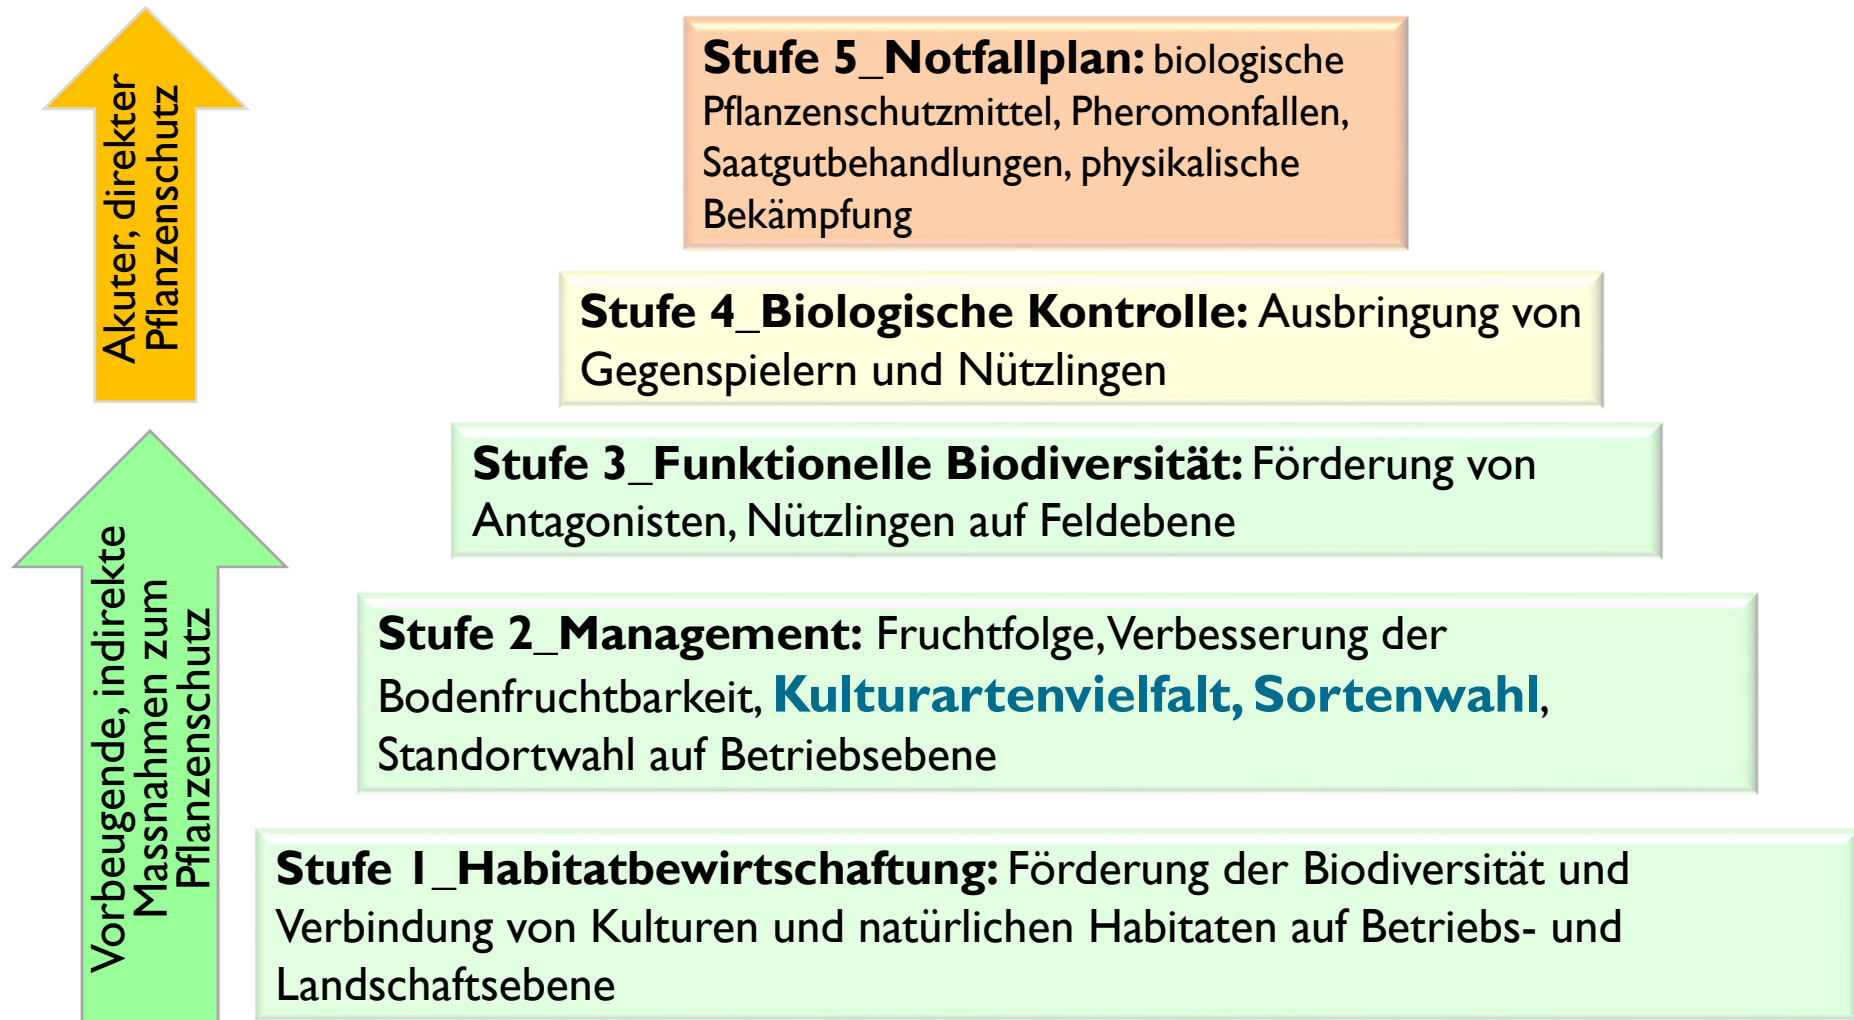 Akuter, direkter
Pflanzenschutz
Stufe 5_Notfallplan: biologische
Pflanzenschutzmittel, Pheromonfallen,
Saatgutbehandlungen, physikalische
Bekämpfung
Stufe 4_Biologische Kontrolle: Ausbringung von
Gegenspielern und Nützlingen
Stufe 3_Funktionelle Biodiversität: Förderung von
Antagonisten, Nützlingen auf Feldebene
Vorbeugende, indirekte
Massnahmen zum
Pflanzenschutz
Stufe 2_Management: Fruchtfolge, Verbesserung der
Bodenfruchtbarkeit, Kulturartenvielfalt, Sortenwahl,
Standortwahl auf Betriebsebene
Stufe 1_Habitatbewirtschaftung: Förderung der Biodiversität und
Verbindung von Kulturen und natürlichen Habitaten auf Betriebs- und
Landschaftsebene